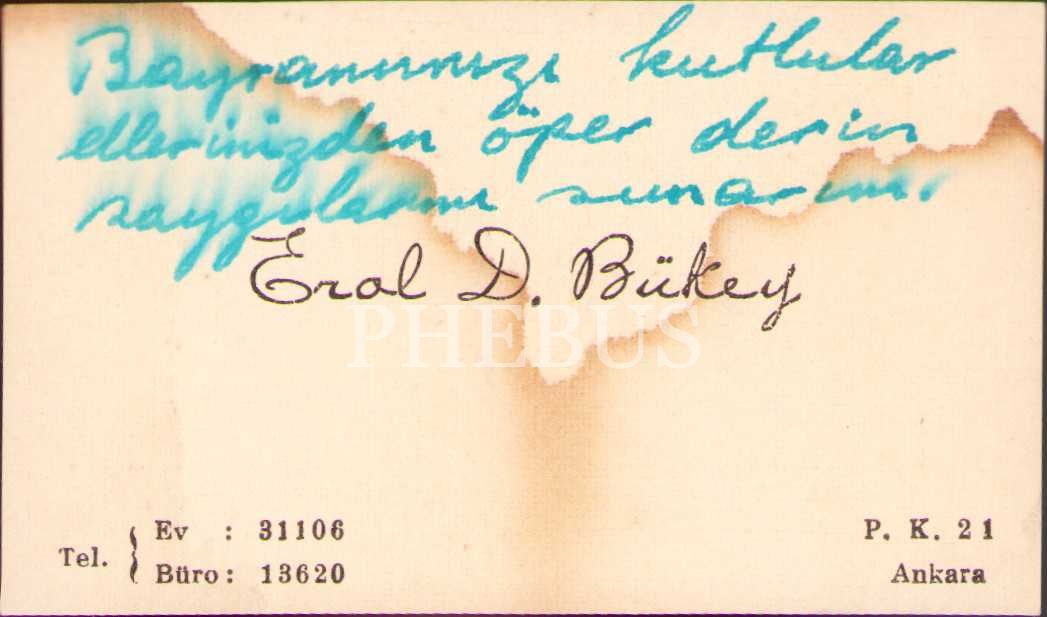 Bayramınızı kutlular
ellerinizden öper derin
saygılarımı sunarım.
Erol D. Bükey
PHEBUS
Tel. { Ev : 31106
Büro : 13620
P. K. 21
Ankara